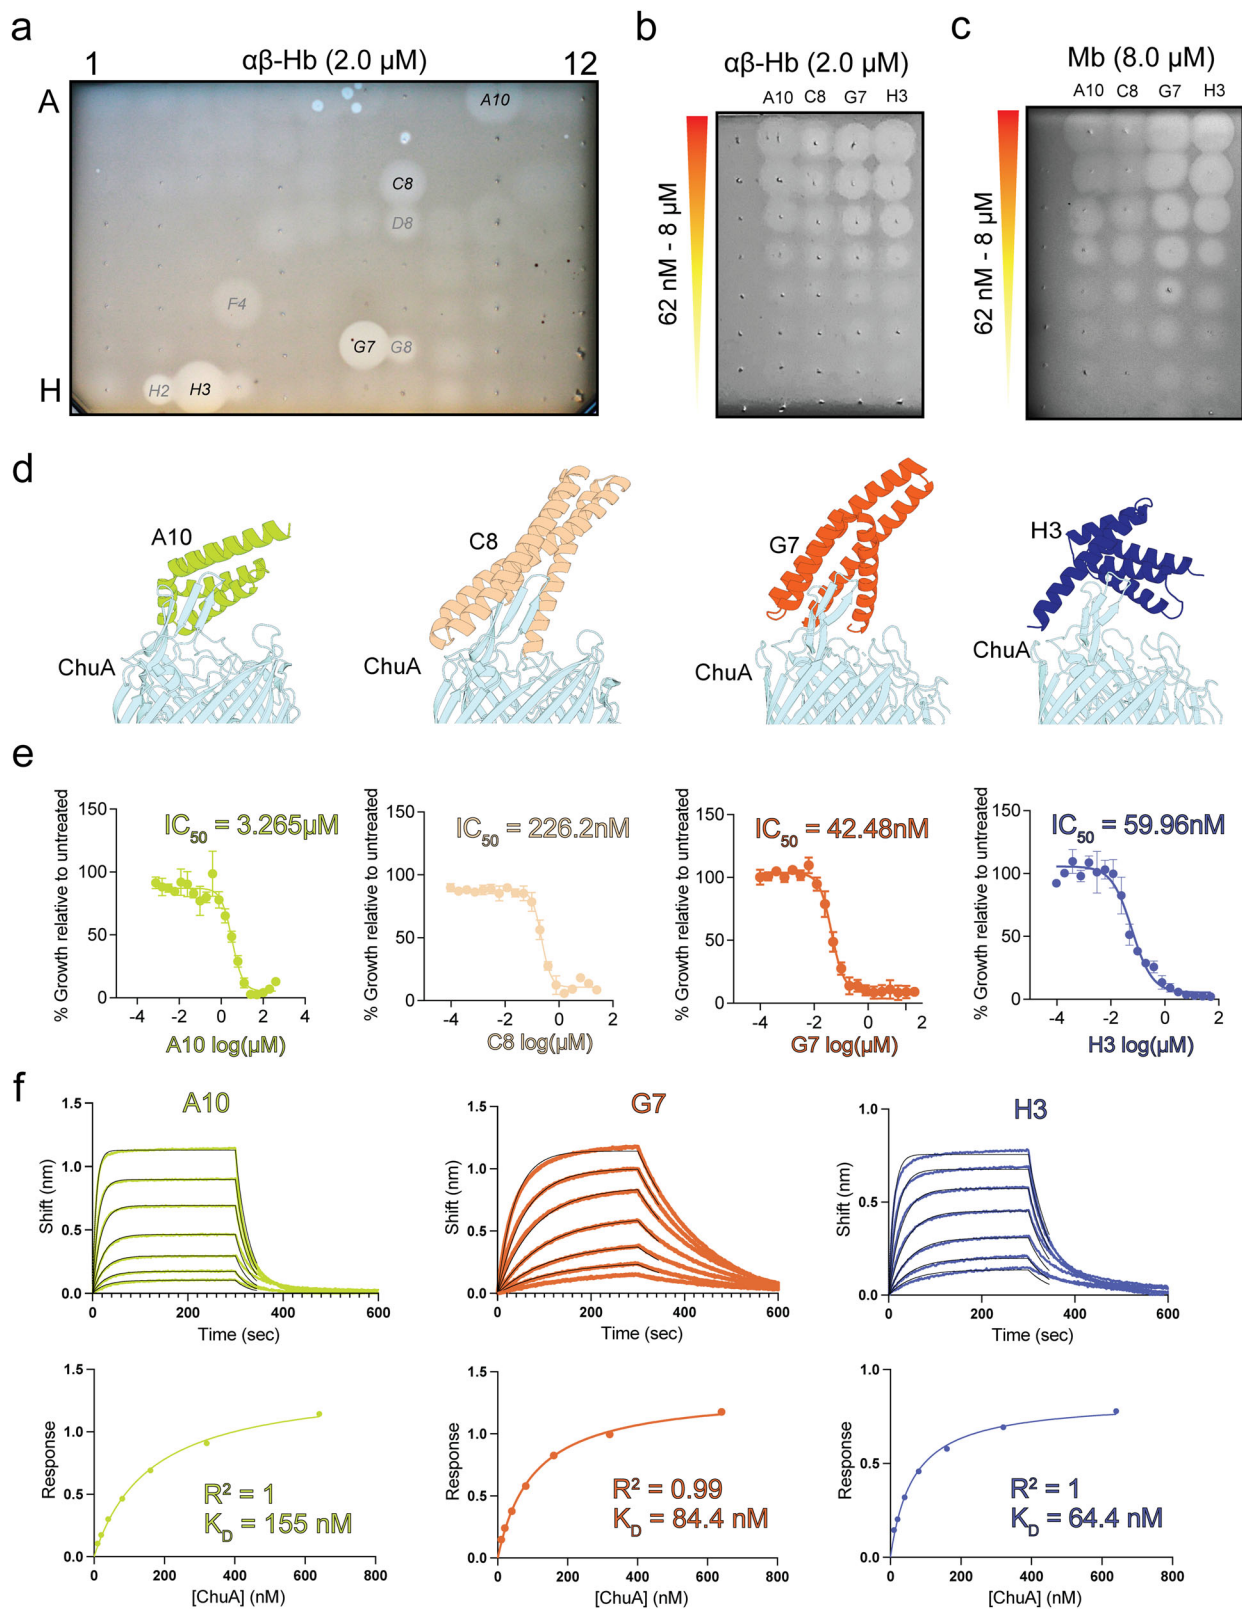 a
1 αβ-Hb (2.0 µM) 12
A
H
A10
C8
D8
F4
G7 G8
H2 H3
b
αβ-Hb (2.0 µM)
A10 C8 G7 H3
62 nM - 8 µM
c
Mb (8.0 µM)
A10 C8 G7 H3
62 nM - 8 µM
d
A10
ChuA
C8
ChuA
G7
ChuA
H3
ChuA
e
% Growth relative to untreated
150
100
50
0
-4 -2 0 2 4
IC50 = 3.265µM
A10 log(µM)
% Growth relative to untreated
150
100
50
0
-4 -2 0 2
IC50 = 226.2nM
C8 log(µM)
% Growth relative to untreated
150
100
50
0
-4 -2 0 2
IC50 = 42.48nM
G7 log(µM)
% Growth relative to untreated
150
100
50
0
-4 -2 0 2
IC50 = 59.96nM
H3 log(µM)
f
A10
Shift (nm)
1.5
1.0
0.5
0.0
0 200 400 600
Time (sec)
G7
Shift (nm)
1.5
1.0
0.5
0.0
0 200 400 600
Time (sec)
H3
Shift (nm)
1.0
0.5
0.0
0 200 400 600
Time (sec)
Response
1.5
1.0
0.5
0.0
R² = 1
KD = 155 nM
0 200 400 600 800
[ChuA] (nM)
Response
1.5
1.0
0.5
0.0
R² = 0.99
KD = 84.4 nM
0 200 400 600 800
[ChuA] (nM)
Response
1.0
0.5
0.0
R² = 1
KD = 64.4 nM
0 200 400 600 800
[ChuA] (nM)